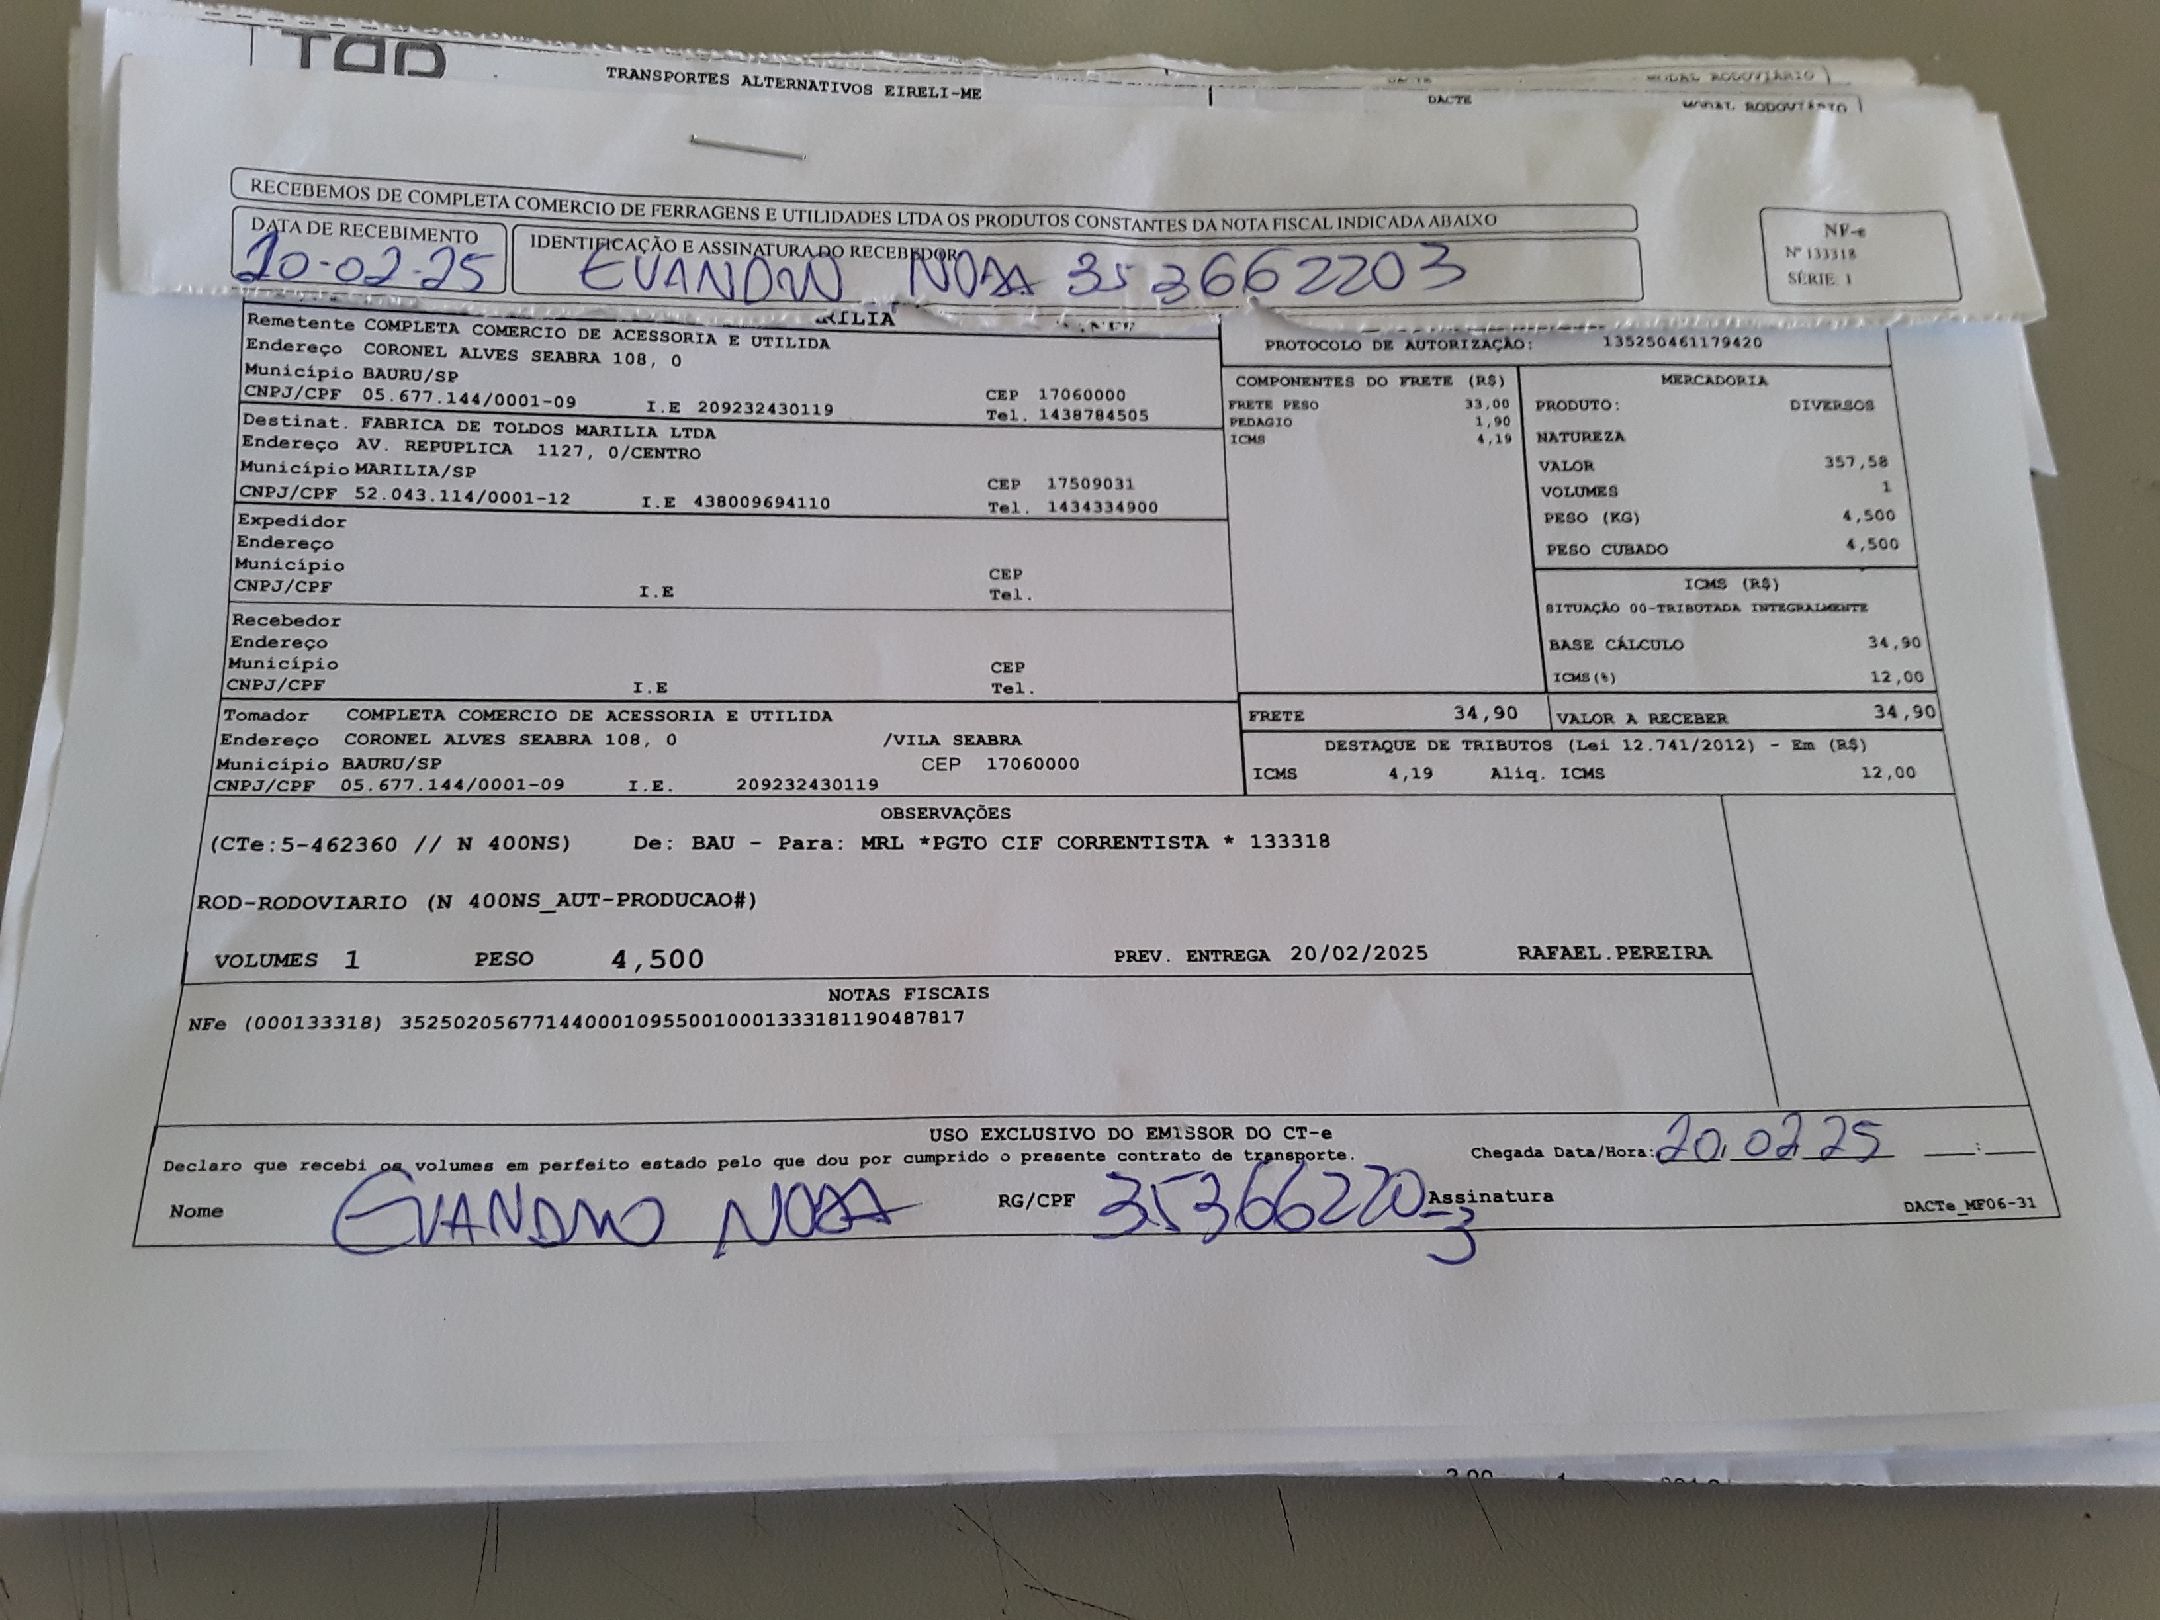 TRANSPORTES ALTERNATIVOS EIRELI-ME
DACTE MODAL RODOVIÁRIO
DACTE MODAL RODOVIÁRIO
RECEBEMOS DE COMPLETA COMERCIO DE FERRAGENS E UTILIDADES LTDA OS PRODUTOS CONSTANTES DA NOTA FISCAL INDICADA ABAIXO
DATA DE RECEBIMENTO
20-02-25
IDENTIFICAÇÃO E ASSINATURA DO RECEBEDOR
EVANDRO NOSA 353662203
NF-e
Nº 133318
SÉRIE 1
Remetente COMPLETA COMERCIO DE ACESSORIA E UTILIDA
Endereço CORONEL ALVES SEABRA 108, 0
Município BAURU/SP
CEP 17060000
CNPJ/CPF 05.677.144/0001-09 I.E 209232430119 Tel. 1438784505
Destinat. FABRICA DE TOLDOS MARILIA LTDA
Endereço AV. REPUPLICA 1127, 0/CENTRO
Município MARILIA/SP
CEP 17509031
CNPJ/CPF 52.043.114/0001-12 I.E 438009694110 Tel. 1434334900
Expedidor
Endereço
Município
CEP
CNPJ/CPF I.E Tel.
Recebedor
Endereço
Município
CEP
CNPJ/CPF I.E Tel.
Tomador COMPLETA COMERCIO DE ACESSORIA E UTILIDA
Endereço CORONEL ALVES SEABRA 108, 0 /VILA SEABRA
Município BAURU/SP CEP 17060000
CNPJ/CPF 05.677.144/0001-09 I.E. 209232430119
PROTOCOLO DE AUTORIZAÇÃO: 135250461179420
COMPONENTES DO FRETE (R$)
FRETE PESO 33,00
PEDAGIO 1,90
ICMS 4,19
MERCADORIA
PRODUTO: DIVERSOS
NATUREZA
VALOR 357,58
VOLUMES 1
PESO (KG) 4,500
PESO CUBADO 4,500
ICMS (R$)
SITUAÇÃO 00-TRIBUTADA INTEGRALMENTE
BASE CÁLCULO 34,90
ICMS(%) 12,00
FRETE 34,90 VALOR A RECEBER 34,90
DESTAQUE DE TRIBUTOS (Lei 12.741/2012) - Em (R$)
ICMS 4,19 Aliq. ICMS 12,00
OBSERVAÇÕES
(CTe:5-462360 // N 400NS) De: BAU - Para: MRL *PGTO CIF CORRENTISTA * 133318
ROD-RODOVIARIO (N 400NS_AUT-PRODUCAO#)
VOLUMES 1 PESO 4,500 PREV. ENTREGA 20/02/2025 RAFAEL.PEREIRA
NOTAS FISCAIS
NFe (000133318) 35250205677144000109550010001333181190487817
USO EXCLUSIVO DO EMISSOR DO CT-e
Declaro que recebi os volumes em perfeito estado pelo que dou por cumprido o presente contrato de transporte. Chegada Data/Hora: 20.02 25 __:__
Nome EVANDRO NOSA RG/CPF 35366220-3 Assinatura
DACTe_MF06-31